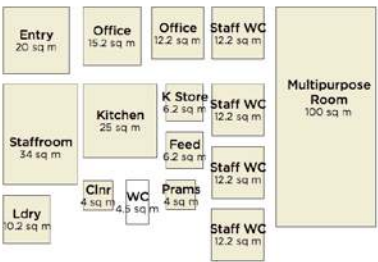 Entry
20 sq m
Office
15.2 sq m
Office
12.2 sq m
Staff WC
12.2 sq m
Multipurpose
Room
100 sq m
Staffroom
34 sq m
Kitchen
25 sq m
K Store
6.2 sq m
Staff WC
12.2 sq m
Feed
6.2 sq m
Staff WC
12.2 sq m
Clnr
4 sq m
WC
4.5 sq m
Prams
4 sq m
Ldry
10.2 sq m
Staff WC
12.2 sq m